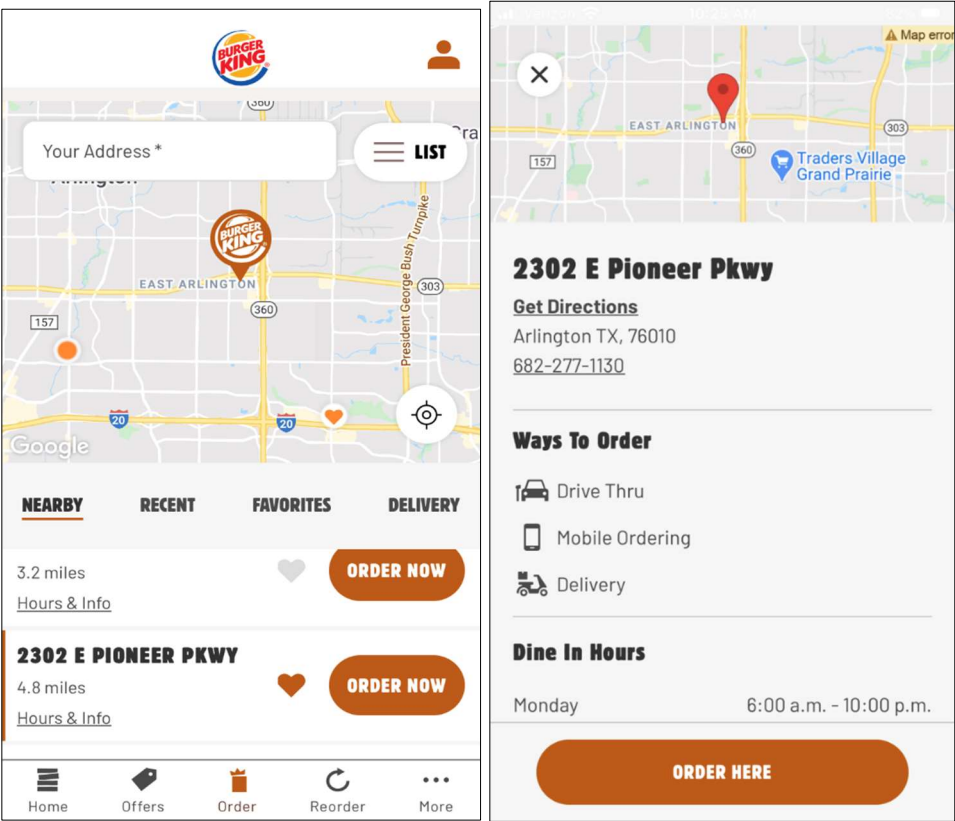 BURGER
KING
360
Your Address *
LIST
Arlington
BURGER
KING
EAST ARLINGTON
President George Bush Turnpike
303
360
157
20
20
Google
NEARBY RECENT FAVORITES DELIVERY
3.2 miles
ORDER NOW
Hours & Info
2302 E PIONEER PKWY
4.8 miles
ORDER NOW
Hours & Info
Home Offers Order Reorder More
Map error
EAST ARLINGTON
303
360
157
Traders Village
Grand Prairie
2302 E Pioneer Pkwy
Get Directions
Arlington TX, 76010
682-277-1130
Ways To Order
Drive Thru
Mobile Ordering
Delivery
Dine In Hours
Monday 6:00 a.m. - 10:00 p.m.
ORDER HERE